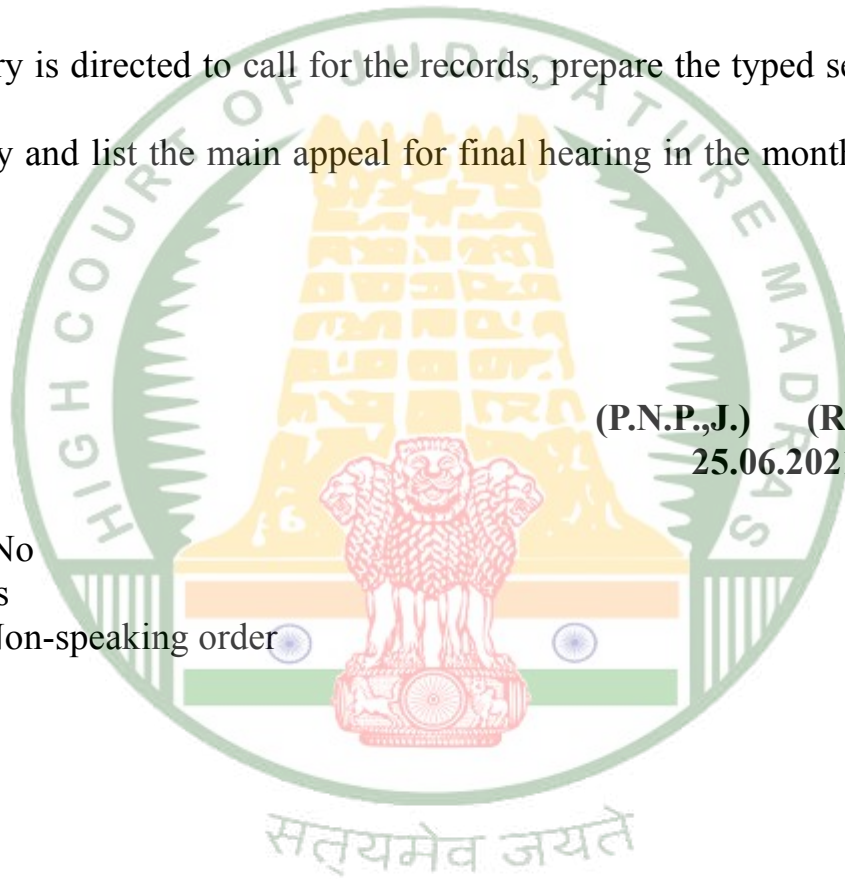 ry is directed to call for the records, prepare the typed se
y and list the main appeal for final hearing in the month
(P.N.P.,J.) (R
25.06.202
No
s
Non-speaking order
HIGH COURT OF JUDICATURE MADRAS
सत्यमेव जयते